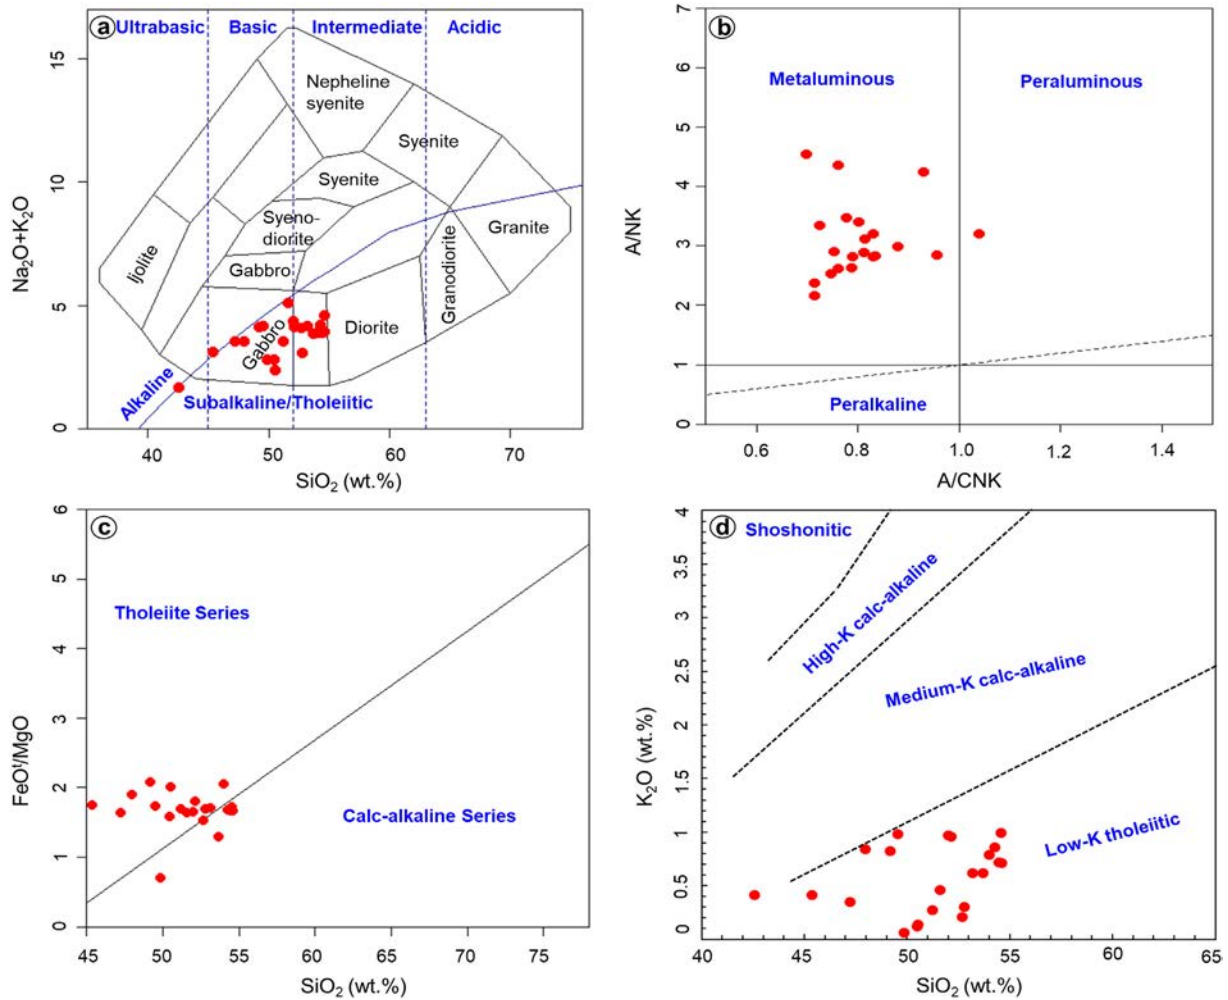 a
Ultrabasic
Basic
Intermediate
Acidic
Nepheline
syenite
Syenite
Syenite
Syeno-
diorite
Ijolite
Gabbro
Gabbro
Diorite
Granodiorite
Granite
Alkaline
Subalkaline/Tholeiitic
Na₂O+K₂O
15
10
5
0
40
50
60
70
SiO₂ (wt.%)
b
Metaluminous
Peraluminous
Peralkaline
A/NK
7
6
5
4
3
2
1
0
0.6
0.8
1.0
1.2
1.4
A/CNK
c
Tholeiite Series
Calc-alkaline Series
FeOᵗ/MgO
6
5
4
3
2
1
0
45
50
55
60
65
70
75
SiO₂ (wt.%)
d
Shoshonitic
High-K calc-alkaline
Medium-K calc-alkaline
Low-K tholeiitic
K₂O (wt.%)
4
3.5
3
2.5
2
1.5
1
0.5
0
40
45
50
55
60
65
SiO₂ (wt.%)